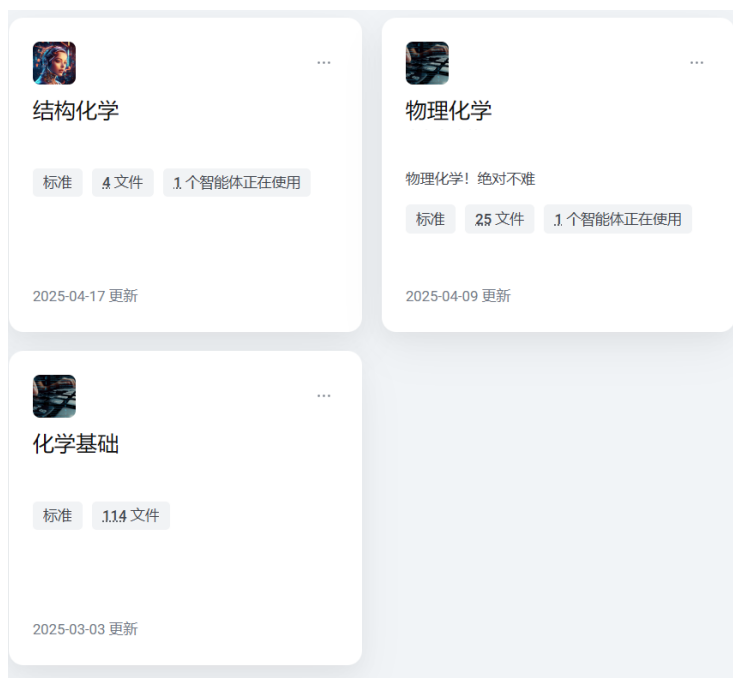 结构化学
标准 4 文件 1 个智能体正在使用
2025-04-17 更新
物理化学
物理化学！绝对不难
标准 25 文件 1 个智能体正在使用
2025-04-09 更新
化学基础
标准 114 文件
2025-03-03 更新